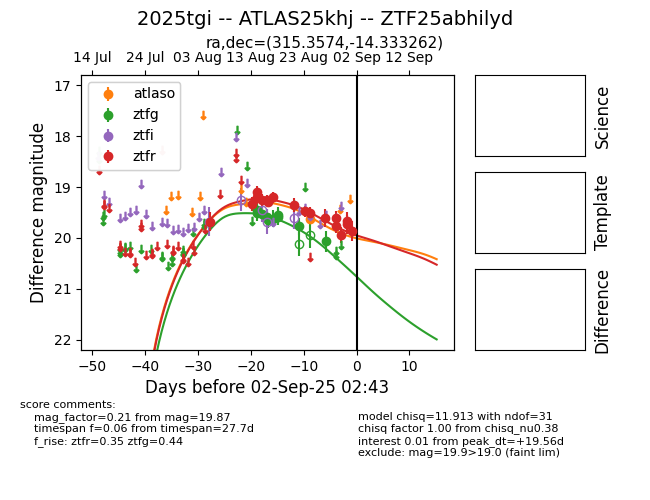 2025tgi -- ATLAS25khj -- ZTF25abhilyd
ra,dec=(315.3574,-14.333262)
14 Jul 24 Jul 03 Aug 13 Aug 23 Aug 02 Sep 12 Sep
atlaso
ztfg
ztfi
ztfr
17
18
19
20
21
22
Difference magnitude
−50 −40 −30 −20 −10 0 10
Days before 02-Sep-25 02:43
Science
Template
Difference
score comments:
mag_factor=0.21 from mag=19.87
timespan f=0.06 from timespan=27.7d
f_rise: ztfr=0.35 ztfg=0.44
model chisq=11.913 with ndof=31
chisq factor 1.00 from chisq_nu0.38
interest 0.01 from peak_dt=+19.56d
exclude: mag=19.9>19.0 (faint lim)